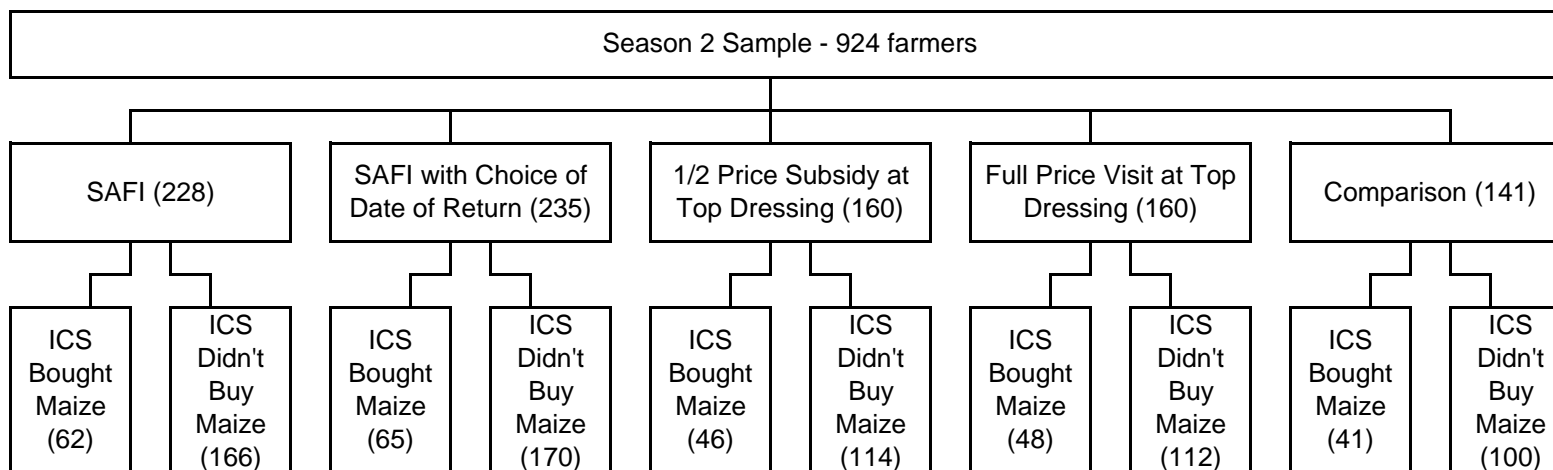 Season 2 Sample - 924 farmers
SAFI (228)
SAFI with Choice of
Date of Return (235)
1/2 Price Subsidy at
Top Dressing (160)
Full Price Visit at Top
Dressing (160)
Comparison (141)
ICS
Bought
Maize
(62)
ICS
Didn't
Buy
Maize
(166)
ICS
Bought
Maize
(65)
ICS
Didn't
Buy
Maize
(170)
ICS
Bought
Maize
(46)
ICS
Didn't
Buy
Maize
(114)
ICS
Bought
Maize
(48)
ICS
Didn't
Buy
Maize
(112)
ICS
Bought
Maize
(41)
ICS
Didn't
Buy
Maize
(100)